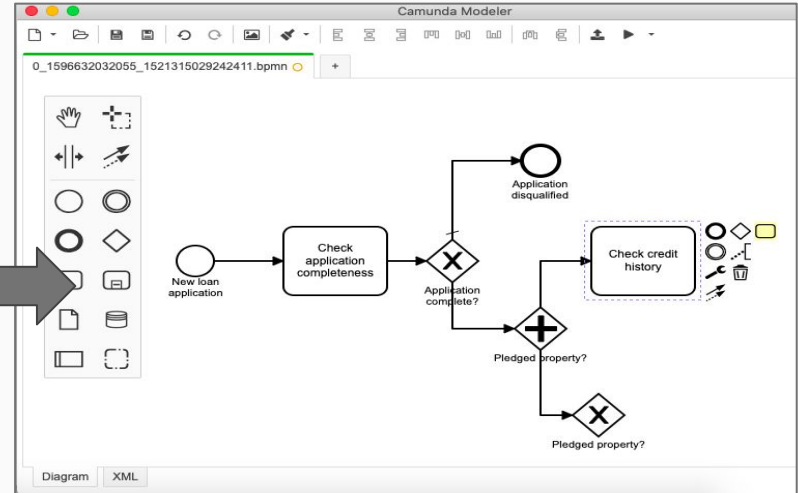 Camunda Modeler
0_1596632032055_1521315029242411.bpmn
+
Application
disqualified
Check
application
completeness
Check credit
history
New loan
application
Application
complete?
Pledged property?
Pledged property?
Diagram
XML